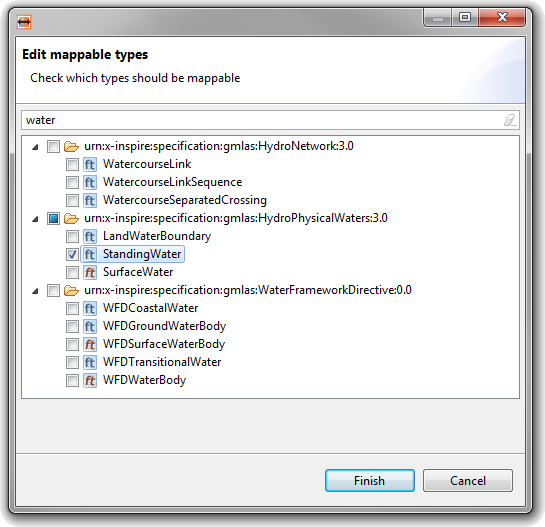 Edit mappable types
Check which types should be mappable
water
urn:x-inspire:specification:gmlas:HydroNetwork:3.0
ft WatercourseLink
ft WatercourseLinkSequence
ft WatercourseSeparatedCrossing
urn:x-inspire:specification:gmlas:HydroPhysicalWaters:3.0
ft LandWaterBoundary
ft StandingWater
ft SurfaceWater
urn:x-inspire:specification:gmlas:WaterFrameworkDirective:0.0
ft WFDCoastalWater
ft WFDGroundWaterBody
ft WFDSurfaceWaterBody
ft WFDTransitionalWater
ft WFDWaterBody
Finish Cancel